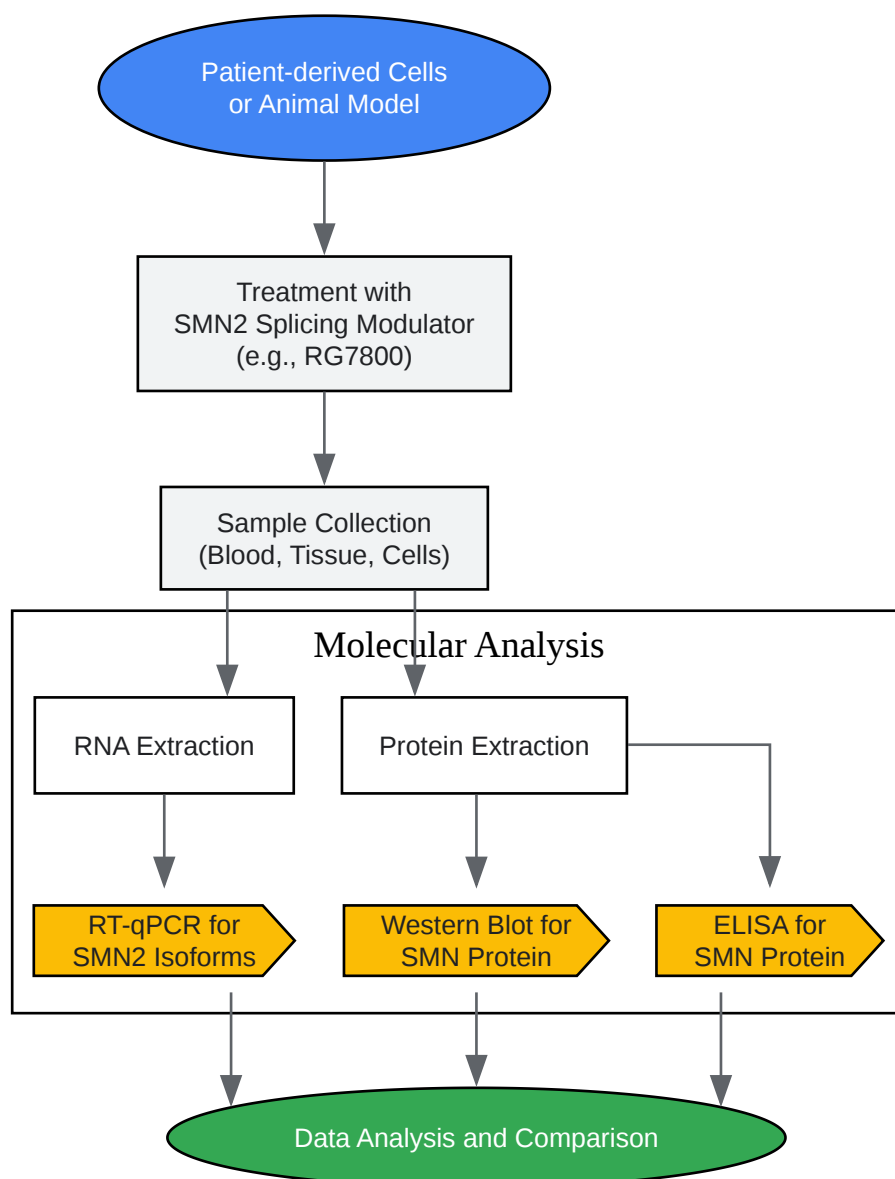 Patient-derived Cells
or Animal Model
Treatment with
SMN2 Splicing Modulator
(e.g., RG7800)
Sample Collection
(Blood, Tissue, Cells)
Molecular Analysis
RNA Extraction
Protein Extraction
RT-qPCR for
SMN2 Isoforms
Western Blot for
SMN Protein
ELISA for
SMN Protein
Data Analysis and Comparison